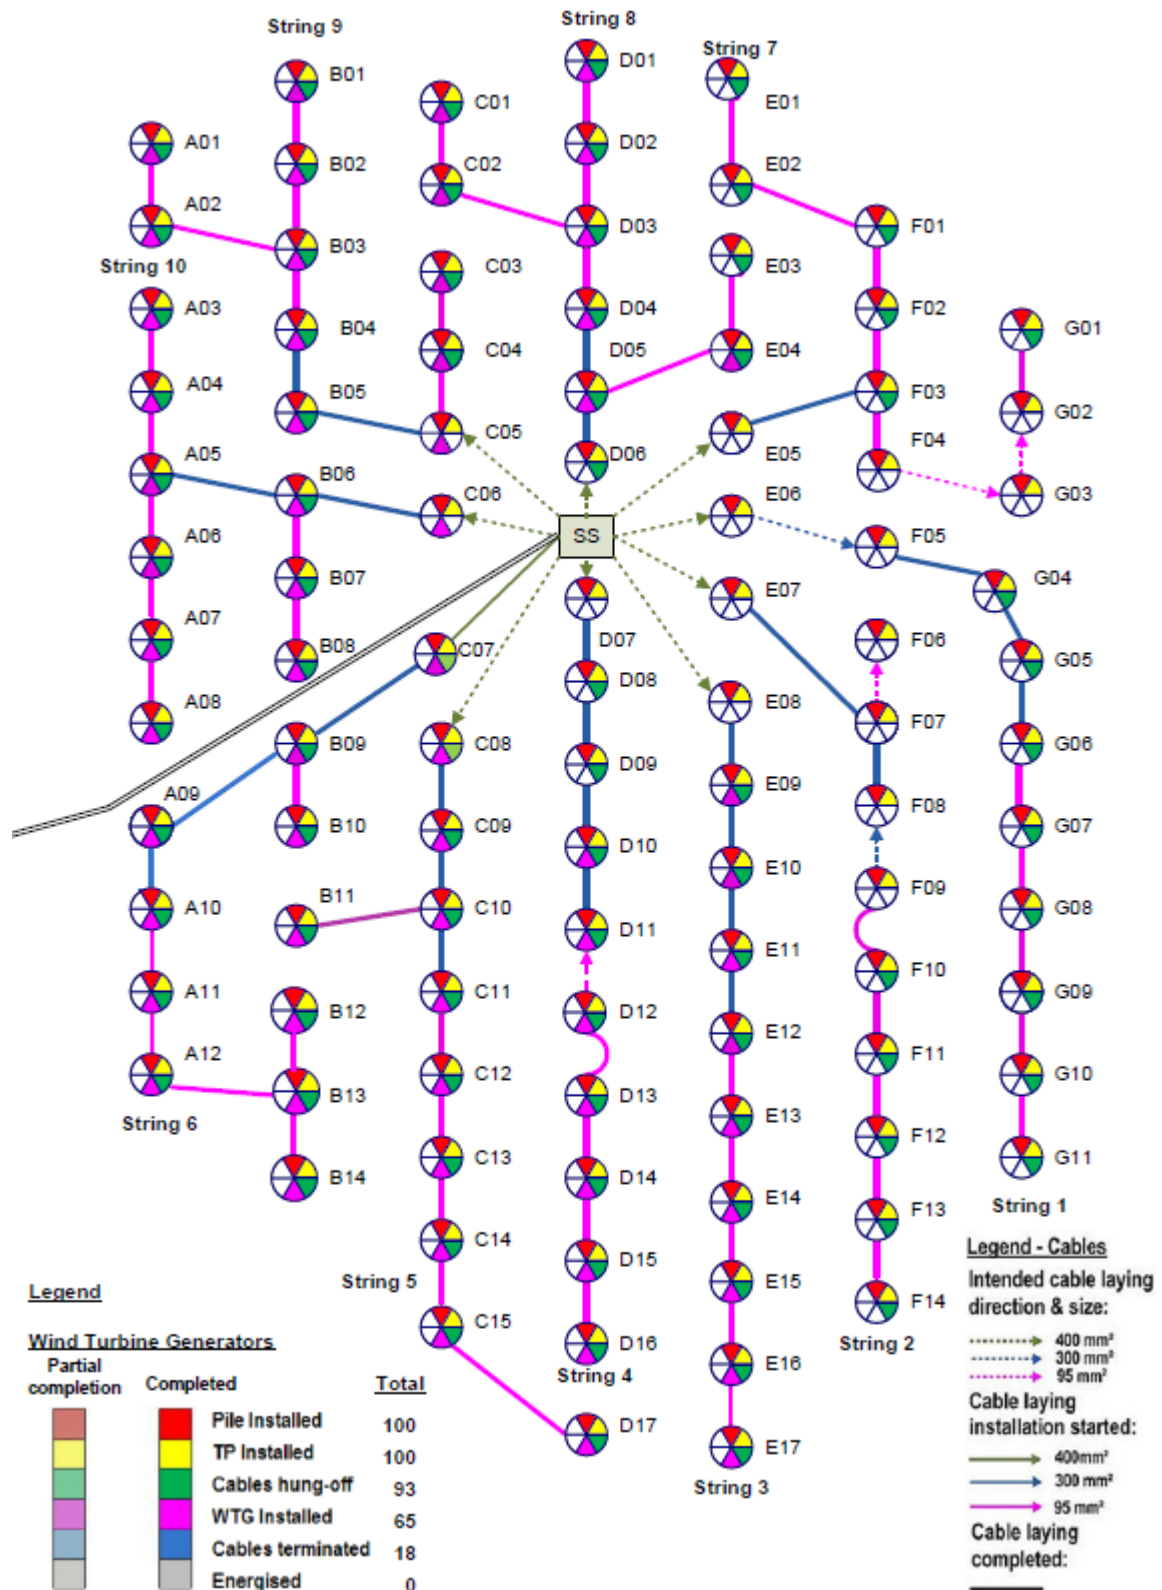 String 8
String 9
String 7
B01
D01
C01
E01
A01
B02
D02
C02
E02
A02
B03
D03
F01
String 10
C03
E03
A03
B04
D04
F02
G01
C04
D05
E04
A04
B05
F03
G02
C05
D06
E05
F04
A05
B06
C06
E06
G03
A06
SS
F05
B07
G04
A07
D07
E07
F06
B08
C07
D08
G05
A08
E08
F07
B09
C08
D09
E09
G06
A09
F08
B10
C09
D10
E10
G07
A10
B11
C10
D11
E11
F09
G08
A11
B12
C11
D12
E12
F10
G09
A12
B13
C12
D13
E13
F11
G10
String 6
B14
C13
D14
E14
F12
G11
String 1
C14
D15
E15
F13
String 5
C15
D16
E16
F14
String 4
String 2
D17
E17
String 3
Legend
Wind Turbine Generators
Partial completion
Completed
Total
Pile Installed 100
TP Installed 100
Cables hung-off 93
WTG Installed 65
Cables terminated 18
Energised 0
Legend - Cables
Intended cable laying
direction & size:
400 mm²
300 mm²
95 mm²
Cable laying
installation started:
400mm²
300 mm²
95 mm²
Cable laying
completed: